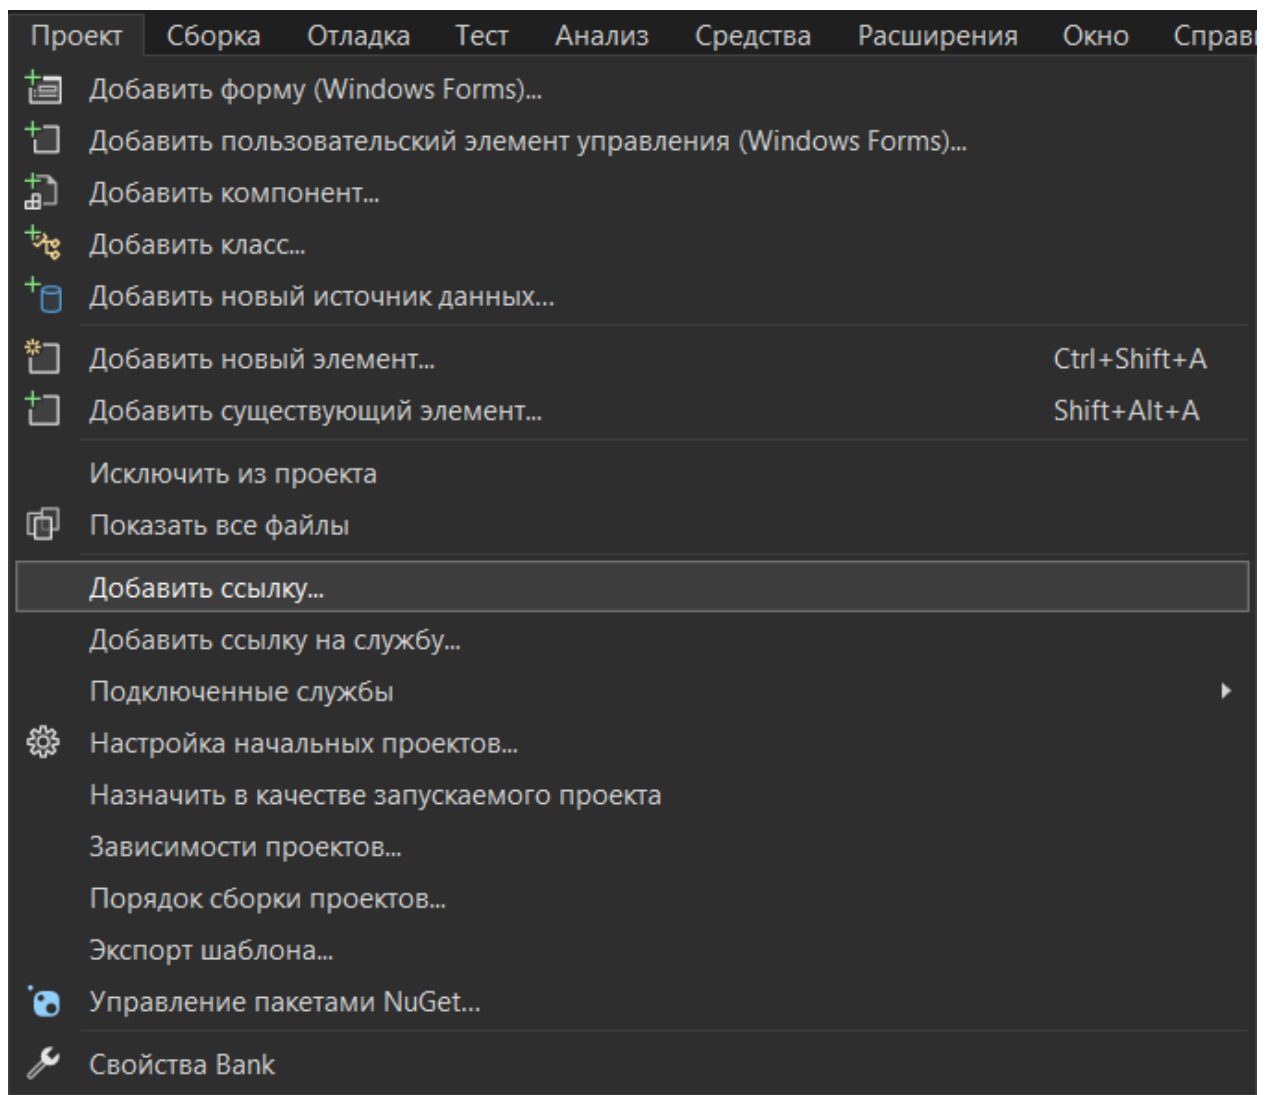 Проект Сборка Отладка Тест Анализ Средства Расширения Окно
Добавить форму (Windows Forms)...
Добавить пользовательский элемент управления (Windows Forms)...
Добавить компонент...
Добавить класс...
Добавить новый источник данных...
Добавить новый элемент... Ctrl+Shift+A
Добавить существующий элемент... Shift+Alt+A
Исключить из проекта
Показать все файлы
Добавить ссылку...
Добавить ссылку на службу...
Подключенные службы
Настройка начальных проектов...
Назначить в качестве запускаемого проекта
Зависимости проектов...
Порядок сборки проектов...
Экспорт шаблона...
Управление пакетами NuGet...
Свойства Bank